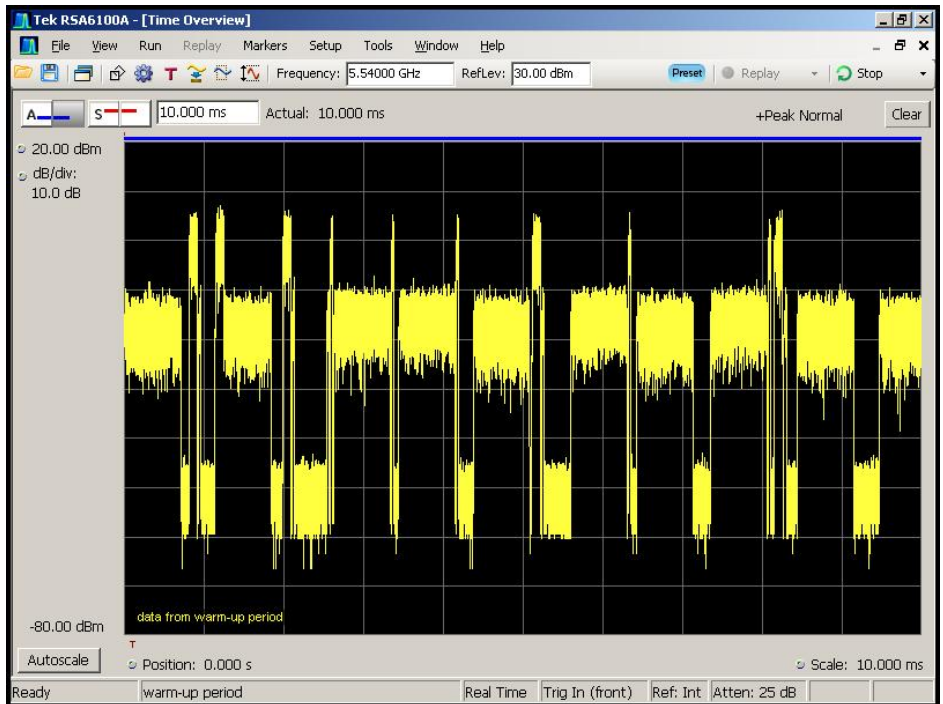 Tek RSA6100A - [Time Overview]
File View Run Replay Markers Setup Tools Window Help
T Frequency: 5.54000 GHz RefLev: 30.00 dBm Preset Replay Stop
A S 10.000 ms Actual: 10.000 ms +Peak Normal Clear
20.00 dBm
dB/div:
10.0 dB
data from warm-up period
-80.00 dBm
T
Autoscale Position: 0.000 s Scale: 10.000 ms
Ready warm-up period Real Time Trig In (front) Ref: Int Atten: 25 dB